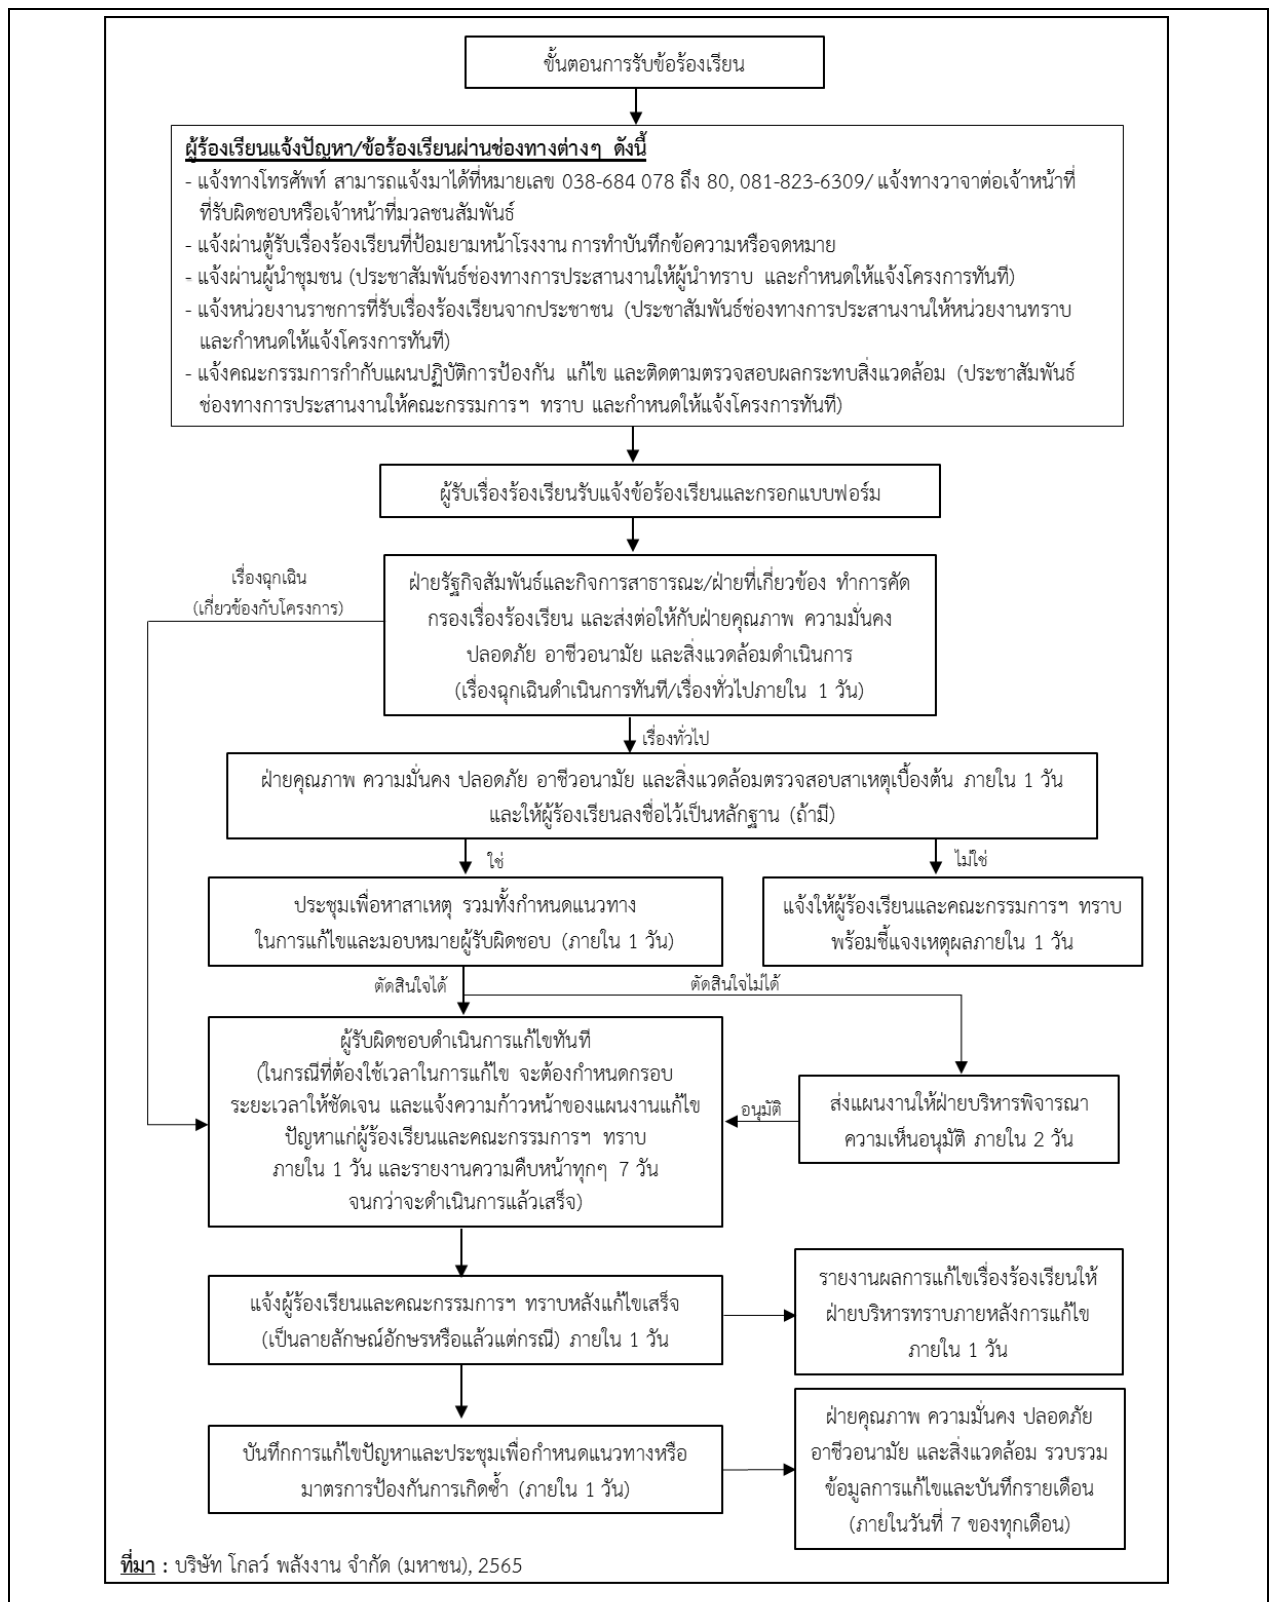 ขั้นตอนการรับข้อร้องเรียน
ผู้ร้องเรียนแจ้งปัญหา/ข้อร้องเรียนผ่านช่องทางต่างๆ ดังนี้
- แจ้งทางโทรศัพท์ สามารถแจ้งมาได้ที่หมายเลข 038-684 078 ถึง 80, 081-823-6309/ แจ้งทางวาจาต่อเจ้าหน้าที่
ที่รับผิดชอบหรือเจ้าหน้าที่มวลชนสัมพันธ์
- แจ้งผ่านตู้รับเรื่องร้องเรียนที่ป้อมยามหน้าโรงงาน การทำบันทึกข้อความหรือจดหมาย
- แจ้งผ่านผู้นำชุมชน (ประชาสัมพันธ์ช่องทางการประสานงานให้ผู้นำทราบ และกำหนดให้แจ้งโครงการทันที)
- แจ้งหน่วยงานราชการที่รับเรื่องร้องเรียนจากประชาชน (ประชาสัมพันธ์ช่องทางการประสานงานให้หน่วยงานทราบ
และกำหนดให้แจ้งโครงการทันที)
- แจ้งคณะกรรมการกำกับแผนปฏิบัติการป้องกัน แก้ไข และติดตามตรวจสอบผลกระทบสิ่งแวดล้อม (ประชาสัมพันธ์
ช่องทางการประสานงานให้คณะกรรมการฯ ทราบ และกำหนดให้แจ้งโครงการทันที)
ผู้รับเรื่องร้องเรียนรับแจ้งข้อร้องเรียนและกรอกแบบฟอร์ม
เรื่องฉุกเฉิน
(เกี่ยวข้องกับโครงการ)
ฝ่ายรัฐกิจสัมพันธ์และกิจการสาธารณะ/ฝ่ายที่เกี่ยวข้อง ทำการคัด
กรองเรื่องร้องเรียน และส่งต่อให้กับฝ่ายคุณภาพ ความมั่นคง
ปลอดภัย อาชีวอนามัย และสิ่งแวดล้อมดำเนินการ
(เรื่องฉุกเฉินดำเนินการทันที/เรื่องทั่วไปภายใน 1 วัน)
เรื่องทั่วไป
ฝ่ายคุณภาพ ความมั่นคง ปลอดภัย อาชีวอนามัย และสิ่งแวดล้อมตรวจสอบสาเหตุเบื้องต้น ภายใน 1 วัน
และให้ผู้ร้องเรียนลงชื่อไว้เป็นหลักฐาน (ถ้ามี)
ใช่
ไม่ใช่
ประชุมเพื่อหาสาเหตุ รวมทั้งกำหนดแนวทาง
ในการแก้ไขและมอบหมายผู้รับผิดชอบ (ภายใน 1 วัน)
แจ้งให้ผู้ร้องเรียนและคณะกรรมการฯ ทราบ
พร้อมชี้แจงเหตุผลภายใน 1 วัน
ตัดสินใจได้
ตัดสินใจไม่ได้
ผู้รับผิดชอบดำเนินการแก้ไขทันที
(ในกรณีที่ต้องใช้เวลาในการแก้ไข จะต้องกำหนดกรอบ
ระยะเวลาให้ชัดเจน และแจ้งความก้าวหน้าของแผนงานแก้ไข
ปัญหาแก่ผู้ร้องเรียนและคณะกรรมการฯ ทราบ
ภายใน 1 วัน และรายงานความคืบหน้าทุกๆ 7 วัน
จนกว่าจะดำเนินการแล้วเสร็จ)
อนุมัติ
ส่งแผนงานให้ฝ่ายบริหารพิจารณา
ความเห็นอนุมัติ ภายใน 2 วัน
แจ้งผู้ร้องเรียนและคณะกรรมการฯ ทราบหลังแก้ไขเสร็จ
(เป็นลายลักษณ์อักษรหรือแล้วแต่กรณี) ภายใน 1 วัน
รายงานผลการแก้ไขเรื่องร้องเรียนให้
ฝ่ายบริหารทราบภายหลังการแก้ไข
ภายใน 1 วัน
บันทึกการแก้ไขปัญหาและประชุมเพื่อกำหนดแนวทางหรือ
มาตรการป้องกันการเกิดซ้ำ (ภายใน 1 วัน)
ฝ่ายคุณภาพ ความมั่นคง ปลอดภัย
อาชีวอนามัย และสิ่งแวดล้อม รวบรวม
ข้อมูลการแก้ไขและบันทึกรายเดือน
(ภายในวันที่ 7 ของทุกเดือน)
ที่มา : บริษัท โกลว์ พลังงาน จำกัด (มหาชน), 2565